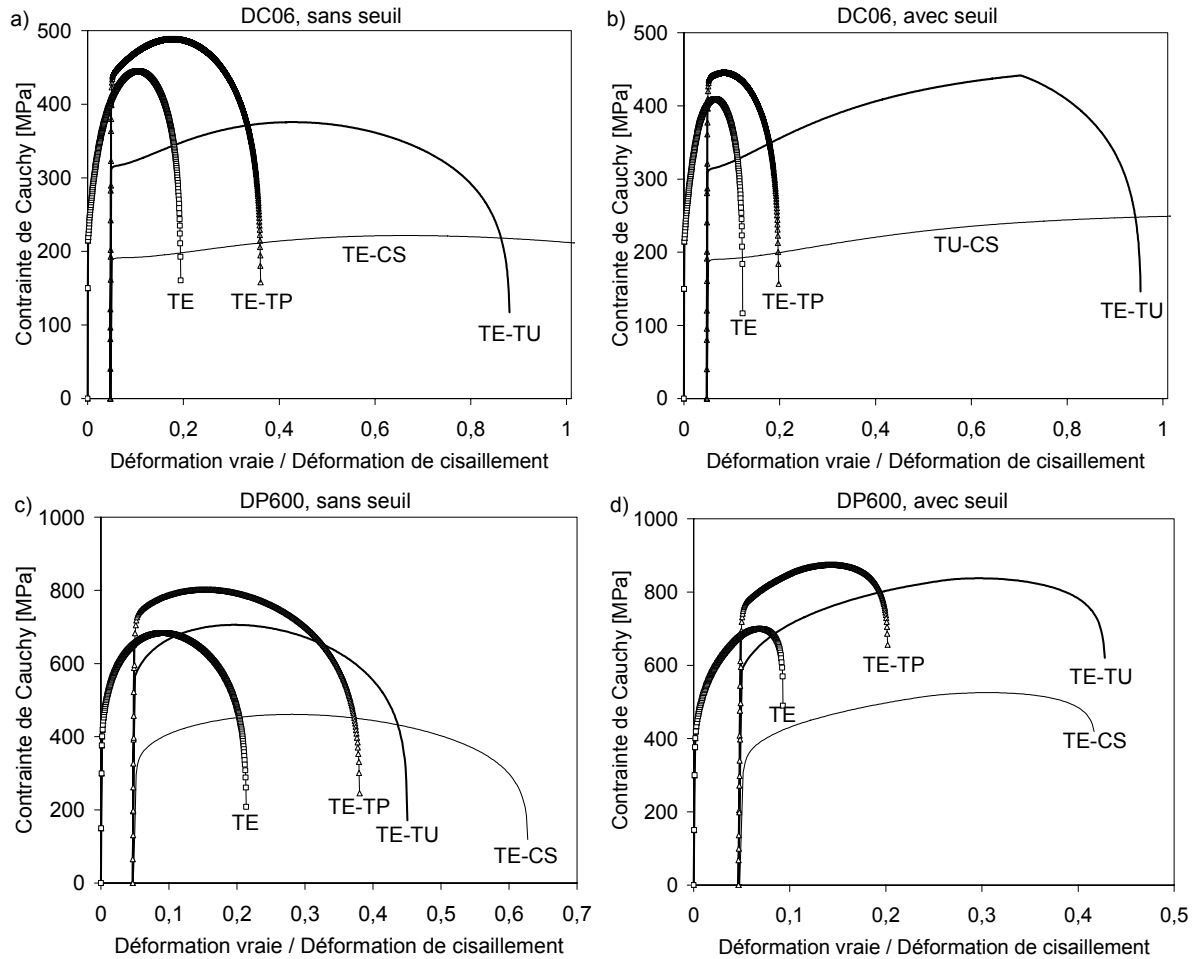 a)
DC06, sans seuil
Contrainte de Cauchy [MPa]
500
400
300
200
100
0
TE-CS
TE
TE-TP
TE-TU
0
0,2
0,4
0,6
0,8
1
Déformation vraie / Déformation de cisaillement
b)
DC06, avec seuil
Contrainte de Cauchy [MPa]
500
400
300
200
100
0
TU-CS
TE
TE-TP
TE-TU
0
0,2
0,4
0,6
0,8
1
Déformation vraie / Déformation de cisaillement
c)
DP600, sans seuil
Contrainte de Cauchy [MPa]
1000
800
600
400
200
0
TE
TE-TP
TE-TU
TE-CS
0
0,1
0,2
0,3
0,4
0,5
0,6
0,7
Déformation vraie / Déformation de cisaillement
d)
DP600, avec seuil
Contrainte de Cauchy [MPa]
1000
800
600
400
200
0
TE-TP
TE-TU
TE
TE-CS
0
0,1
0,2
0,3
0,4
0,5
Déformation vraie / Déformation de cisaillement